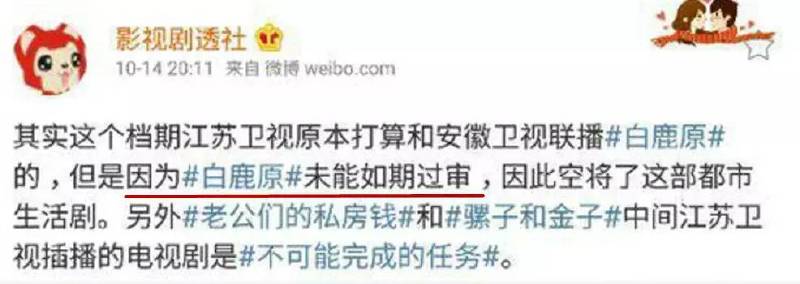 影视剧透社
10-14 20:11 来自 微博 weibo.com
其实这个档期江苏卫视原本打算和安徽卫视联播#白鹿原#
的，但是因为#白鹿原#未能如期过审，因此空将了这部都市
生活剧。另外#老公们的私房钱#和#骡子和金子#中间江苏卫
视插播的电视剧是#不可能完成的任务#。